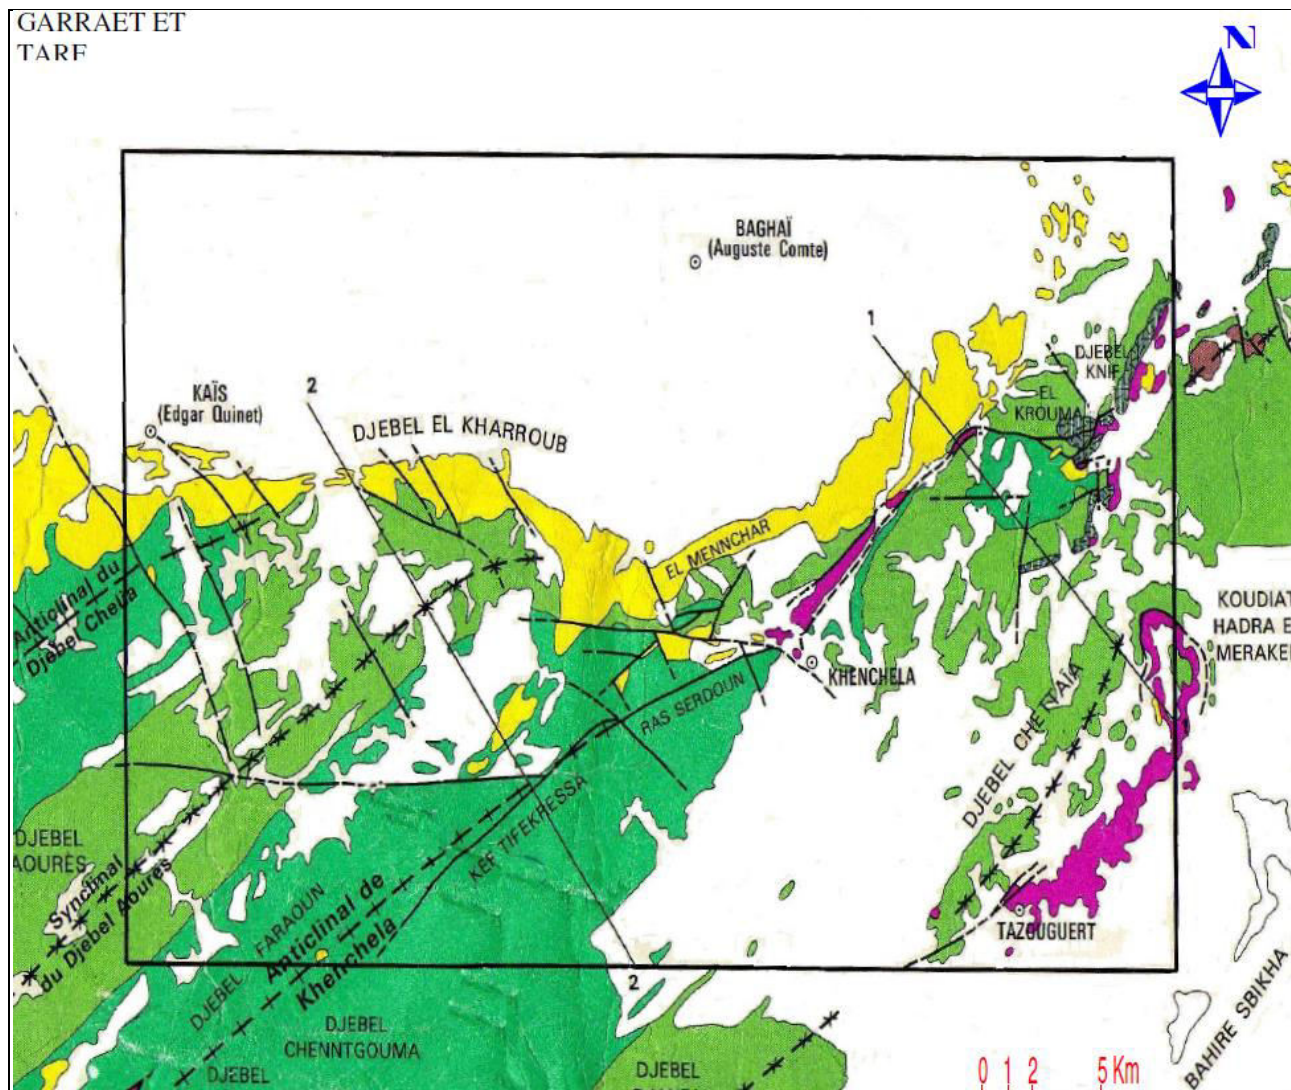 GARRAET ET
TARF
N
BAGHAÏ
(Auguste Comte)
1
DJEBEL
KNIF
KAÏS
(Edgar Quinet)
2
DJEBEL EL KHARROUB
EL
KROUMA
EL MENNCHAR
Anticlinal du
Djebel Chelia
KOUDIAT
HADRA E
MERAKE
KHENCHELA
RAS SERDOUN
DJEBEL
KEF TIFEKRESSA
DJEBEL
AOURÈS
Synclinal
du Djebel Aourès
DJEBEL FARAOUN
Anticlinal de
Khenchela
TAZOUGUERT
1
2
DJEBEL
CHENNTGOUMA
DJEBEL
DJEBEL
BAHIRE SBIKHA
0 1 2 5 Km